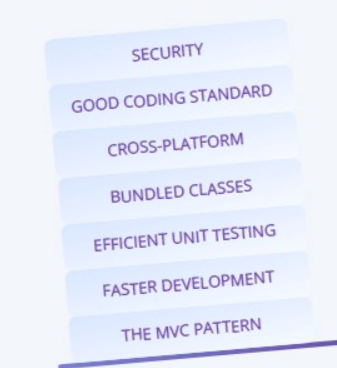 SECURITY
GOOD CODING STANDARD
CROSS-PLATFORM
BUNDLED CLASSES
EFFICIENT UNIT TESTING
FASTER DEVELOPMENT
THE MVC PATTERN